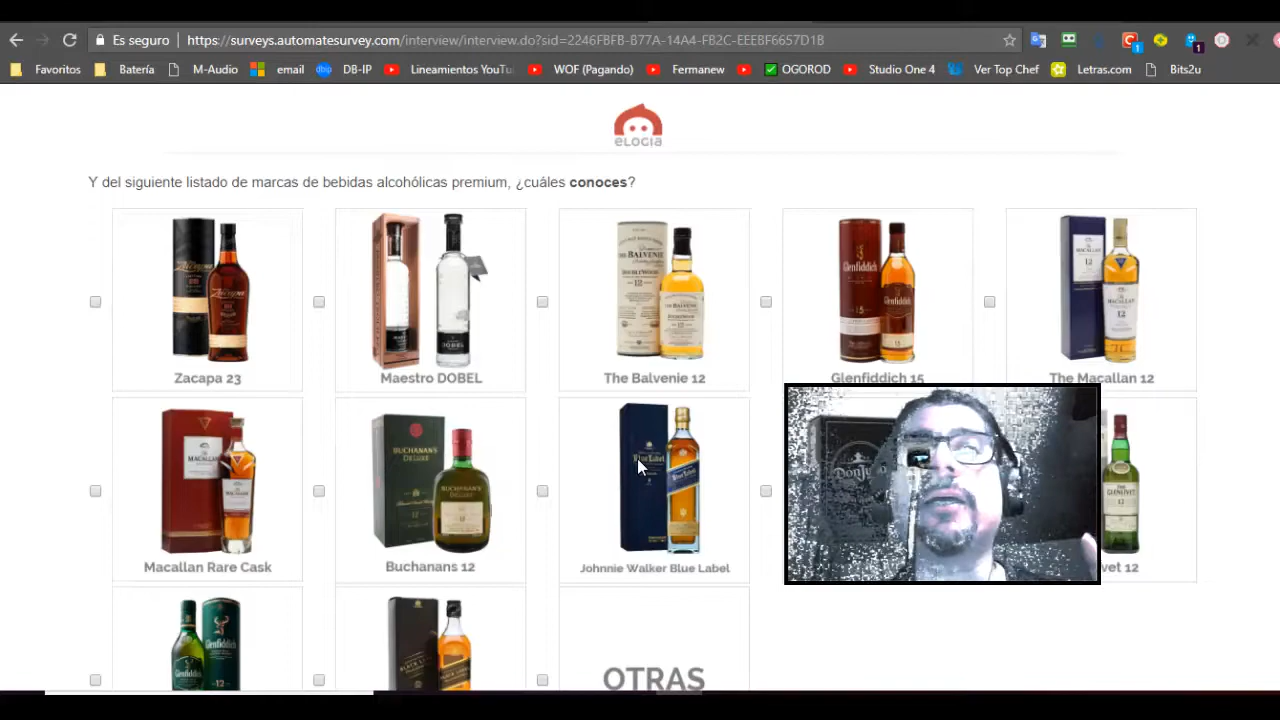 Es seguro | https://surveys.automatesurvey.com/interview/interview.do?sid=2246FBFB-B77A-14A4-FB2C-EEEBF6657D1B
1
1
Favoritos Batería M-Audio email DB-IP Lineamientos YouTu WOF (Pagando) Fermanew OGOROD Studio One 4 Ver Top Chef Letras.com Bits2u
eLOGIA
Y del siguiente listado de marcas de bebidas alcohólicas premium, ¿cuáles conoces?
Zacapa 23
Maestro DOBEL
The Balvenie 12
Glenfiddich 15
The Macallan 12
Macallan Rare Cask
Buchanans 12
Johnnie Walker Blue Label
vet 12
OTRAS